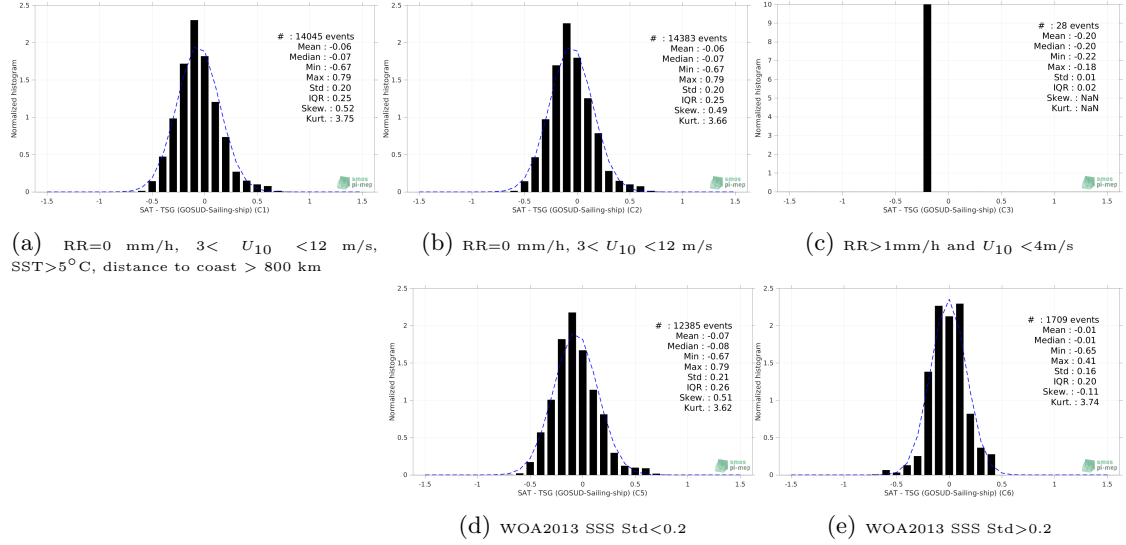 2.5
2
1.5
1
0.5
0
Normalized histogram
# : 14045 events
Mean : -0.06
Median : -0.07
Min : -0.67
Max : 0.79
Std : 0.20
IQR : 0.25
Skew. : 0.52
Kurt. : 3.75
smos
pi-mep
-1.5 -1 -0.5 0 0.5 1 1.5
SAT - TSG (GOSUD-Sailing-ship) (C1)
(a) RR=0 mm/h, 3< U10 <12 m/s,
SST>5°C, distance to coast > 800 km
2.5
2
1.5
1
0.5
0
Normalized histogram
# : 14383 events
Mean : -0.06
Median : -0.07
Min : -0.67
Max : 0.79
Std : 0.20
IQR : 0.25
Skew. : 0.49
Kurt. : 3.66
smos
pi-mep
-1.5 -1 -0.5 0 0.5 1 1.5
SAT - TSG (GOSUD-Sailing-ship) (C2)
(b) RR=0 mm/h, 3< U10 <12 m/s
10
9
8
7
6
5
4
3
2
1
0
Normalized histogram
# : 28 events
Mean : -0.20
Median : -0.20
Min : -0.22
Max : -0.18
Std : 0.01
IQR : 0.02
Skew. : NaN
Kurt. : NaN
smos
pi-mep
-1.5 -1 -0.5 0 0.5 1 1.5
SAT - TSG (GOSUD-Sailing-ship) (C3)
(c) RR>1mm/h and U10 <4m/s
2.5
2
1.5
1
0.5
0
Normalized histogram
# : 12385 events
Mean : -0.07
Median : -0.08
Min : -0.67
Max : 0.79
Std : 0.21
IQR : 0.26
Skew. : 0.51
Kurt. : 3.62
smos
pi-mep
-1.5 -1 -0.5 0 0.5 1 1.5
SAT - TSG (GOSUD-Sailing-ship) (C5)
(d) WOA2013 SSS Std<0.2
2.5
2
1.5
1
0.5
0
Normalized histogram
# : 1709 events
Mean : -0.01
Median : -0.01
Min : -0.65
Max : 0.41
Std : 0.16
IQR : 0.20
Skew. : -0.11
Kurt. : 3.74
smos
pi-mep
-1.5 -1 -0.5 0 0.5 1 1.5
SAT - TSG (GOSUD-Sailing-ship) (C6)
(e) WOA2013 SSS Std>0.2